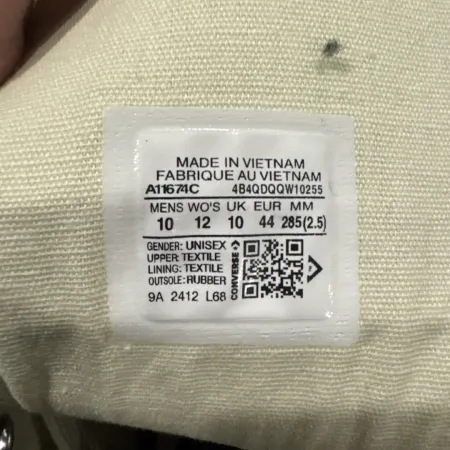 MADE IN VIETNAM
FABRIQUE AU VIETNAM
A11674C 4B4QDQQW10255
MENS WO'S UK EUR MM
10 12 10 44 285(2.5)
GENDER: UNISEX
UPPER: TEXTILE
LINING: TEXTILE
OUTSOLE: RUBBER
9A 2412 L68
CONVERSE